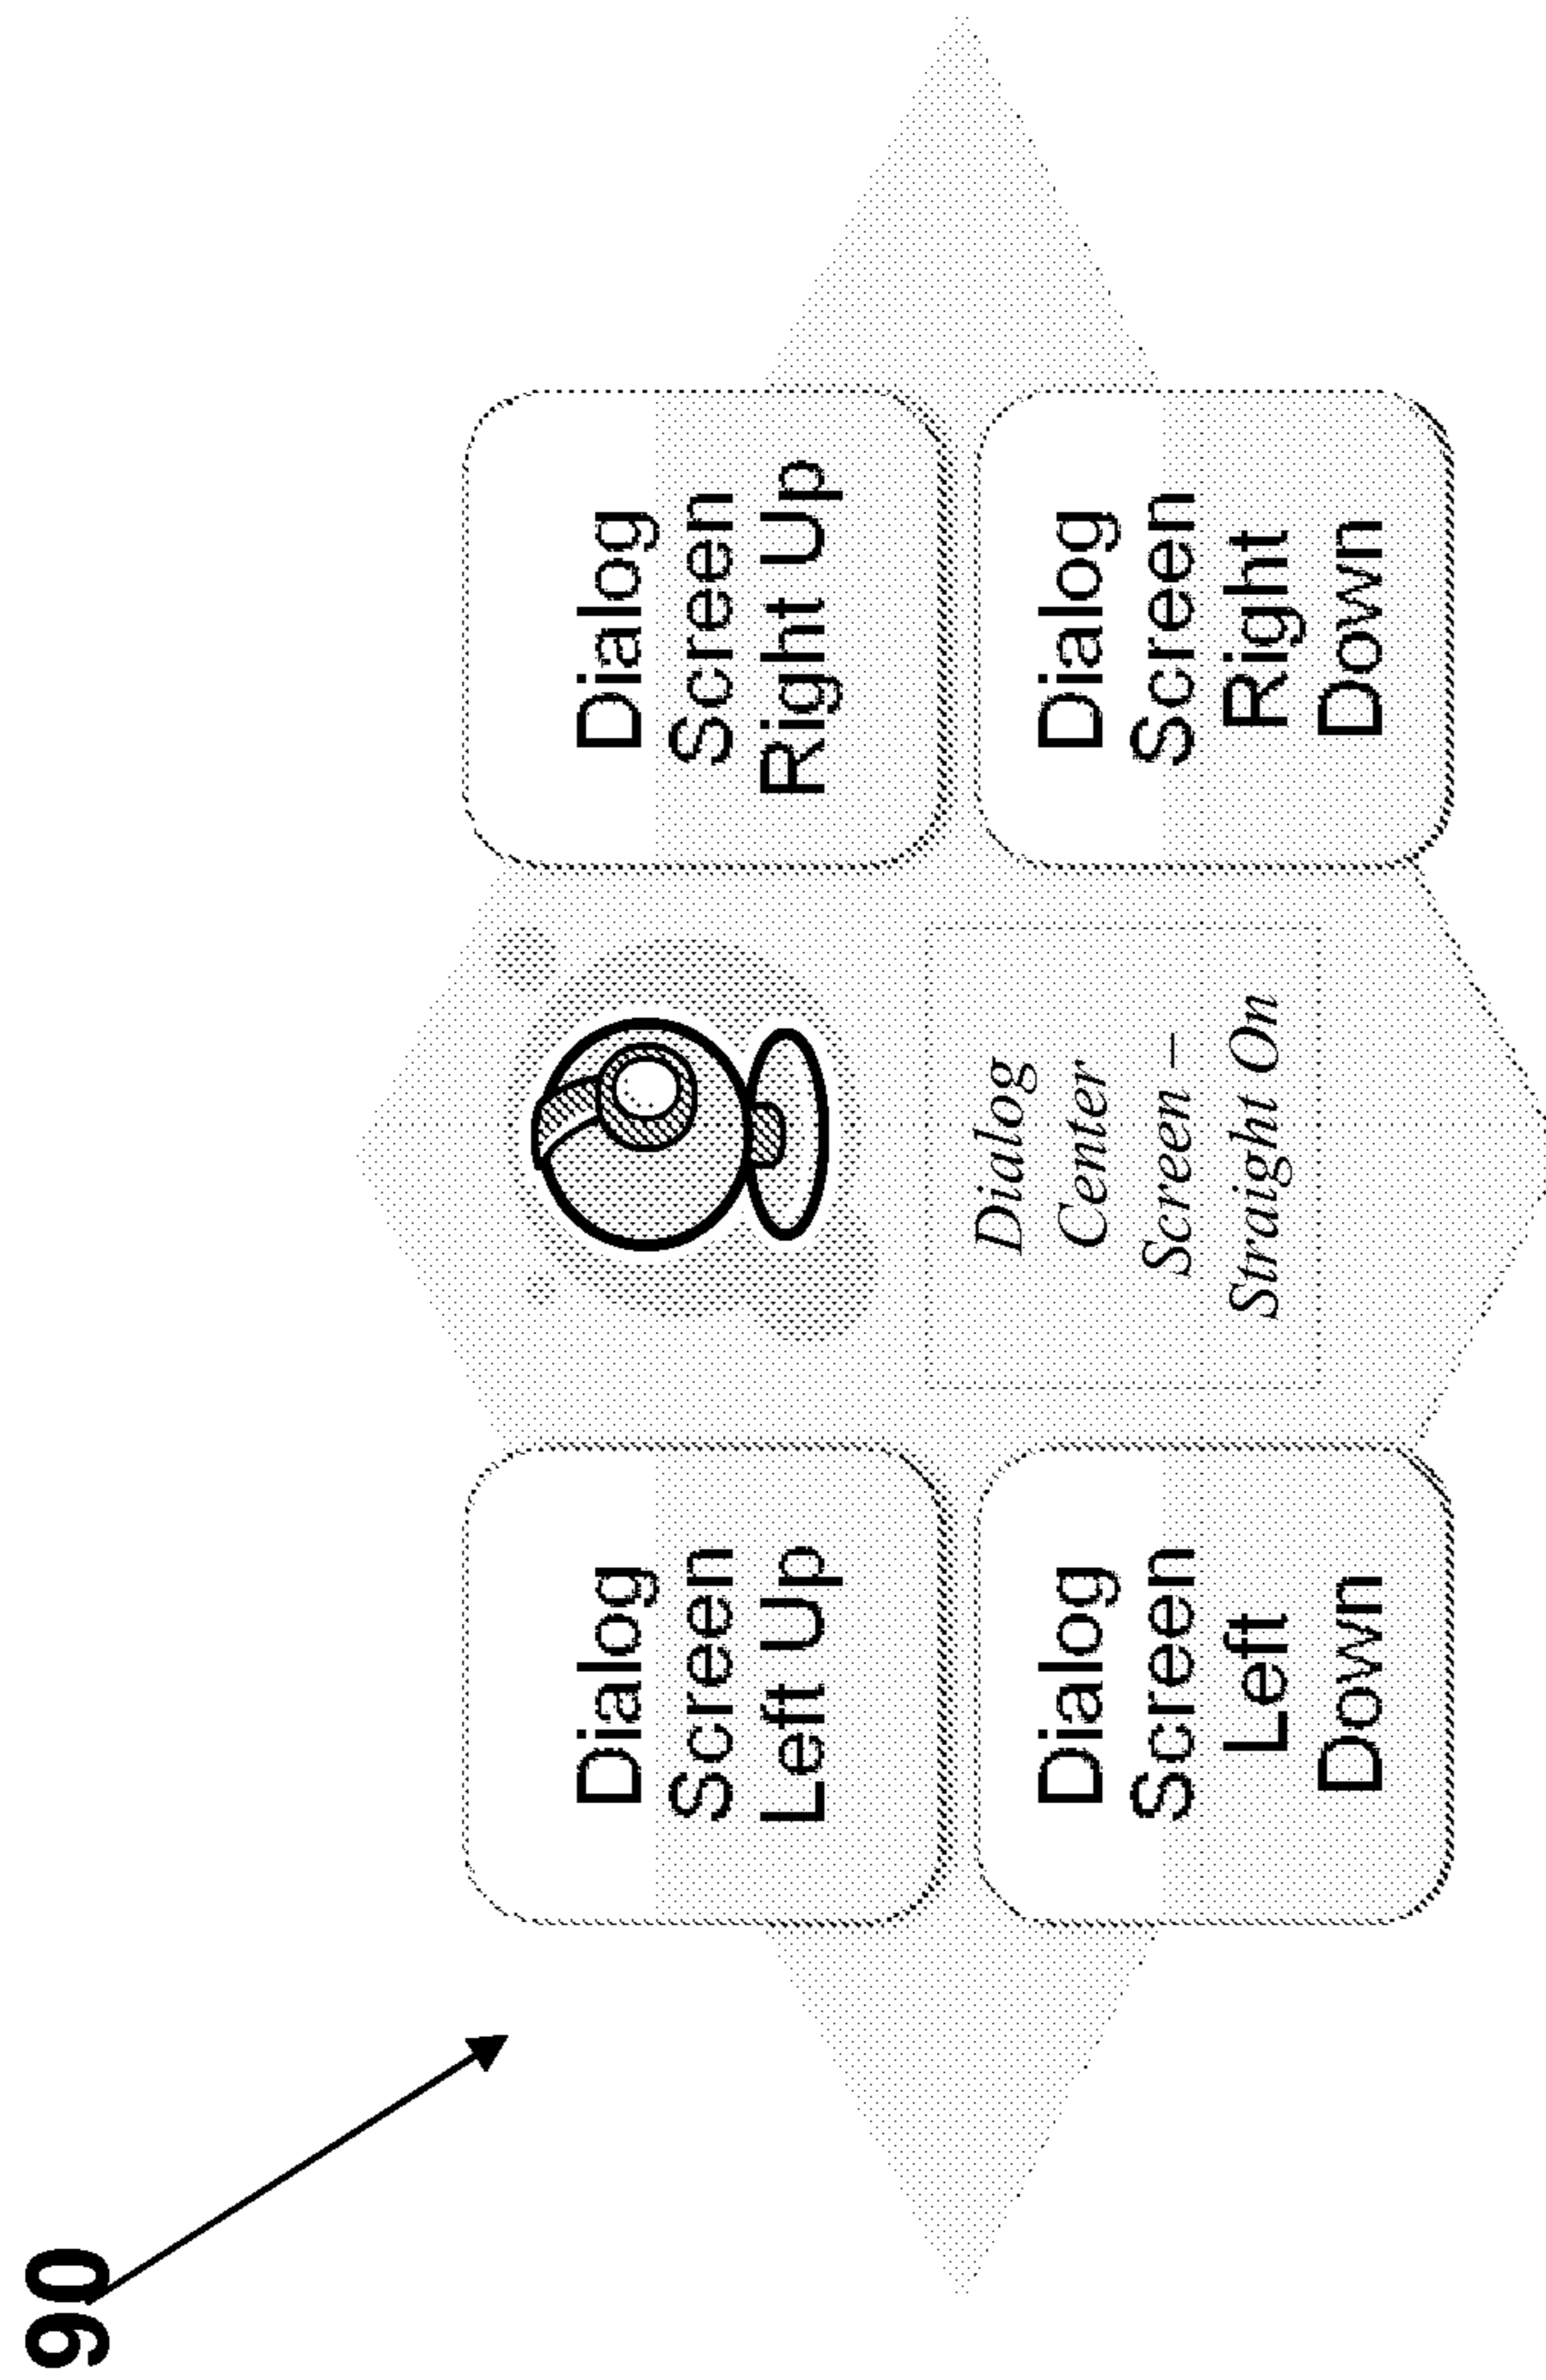 90
Dialog
Screen
Left Up
Dialog
Screen
Right Up
Dialog
Center
Screen –
Straight On
Dialog
Screen
Left
Down
Dialog
Screen
Right
Down